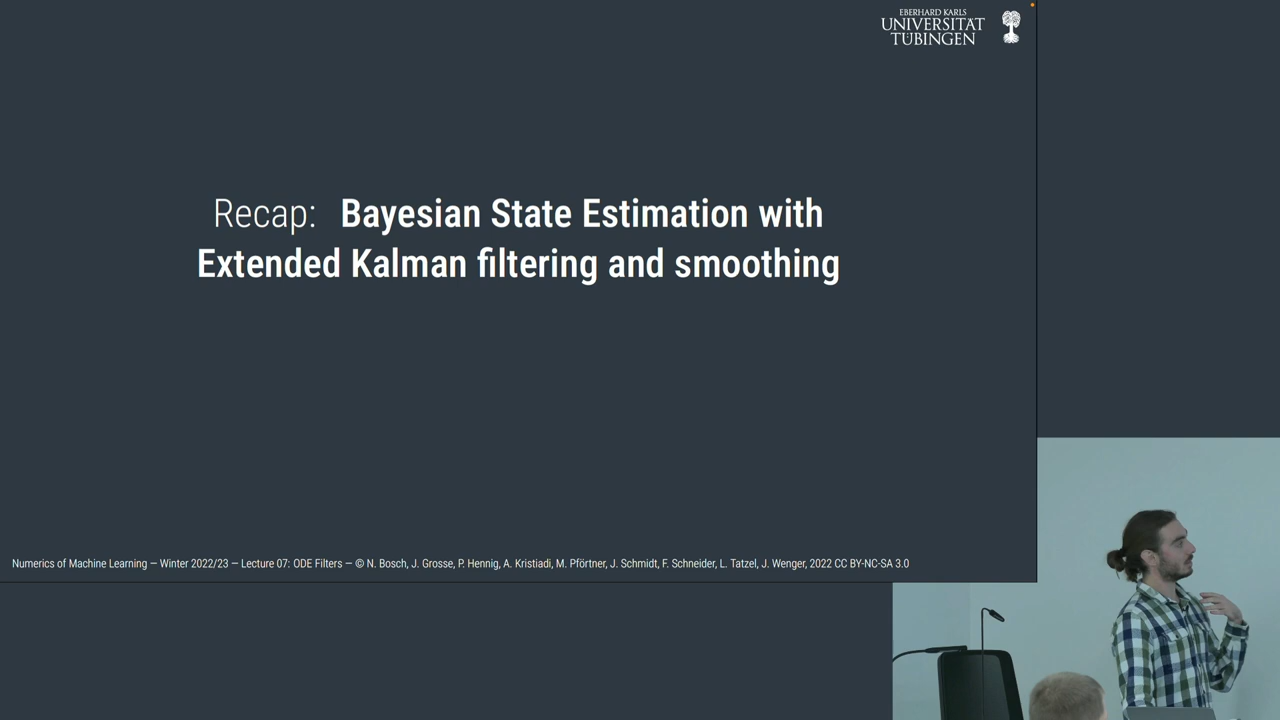 EBERHARD KARLS
UNIVERSITÄT
TÜBINGEN
Recap: Bayesian State Estimation with
Extended Kalman filtering and smoothing
Numerics of Machine Learning — Winter 2022/23 — Lecture 07: ODE Filters — © N. Bosch, J. Grosse, P. Hennig, A. Kristiadi, M. Pförtner, J. Schmidt, F. Schneider, L. Tatzel, J. Wenger, 2022 CC BY-NC-SA 3.0